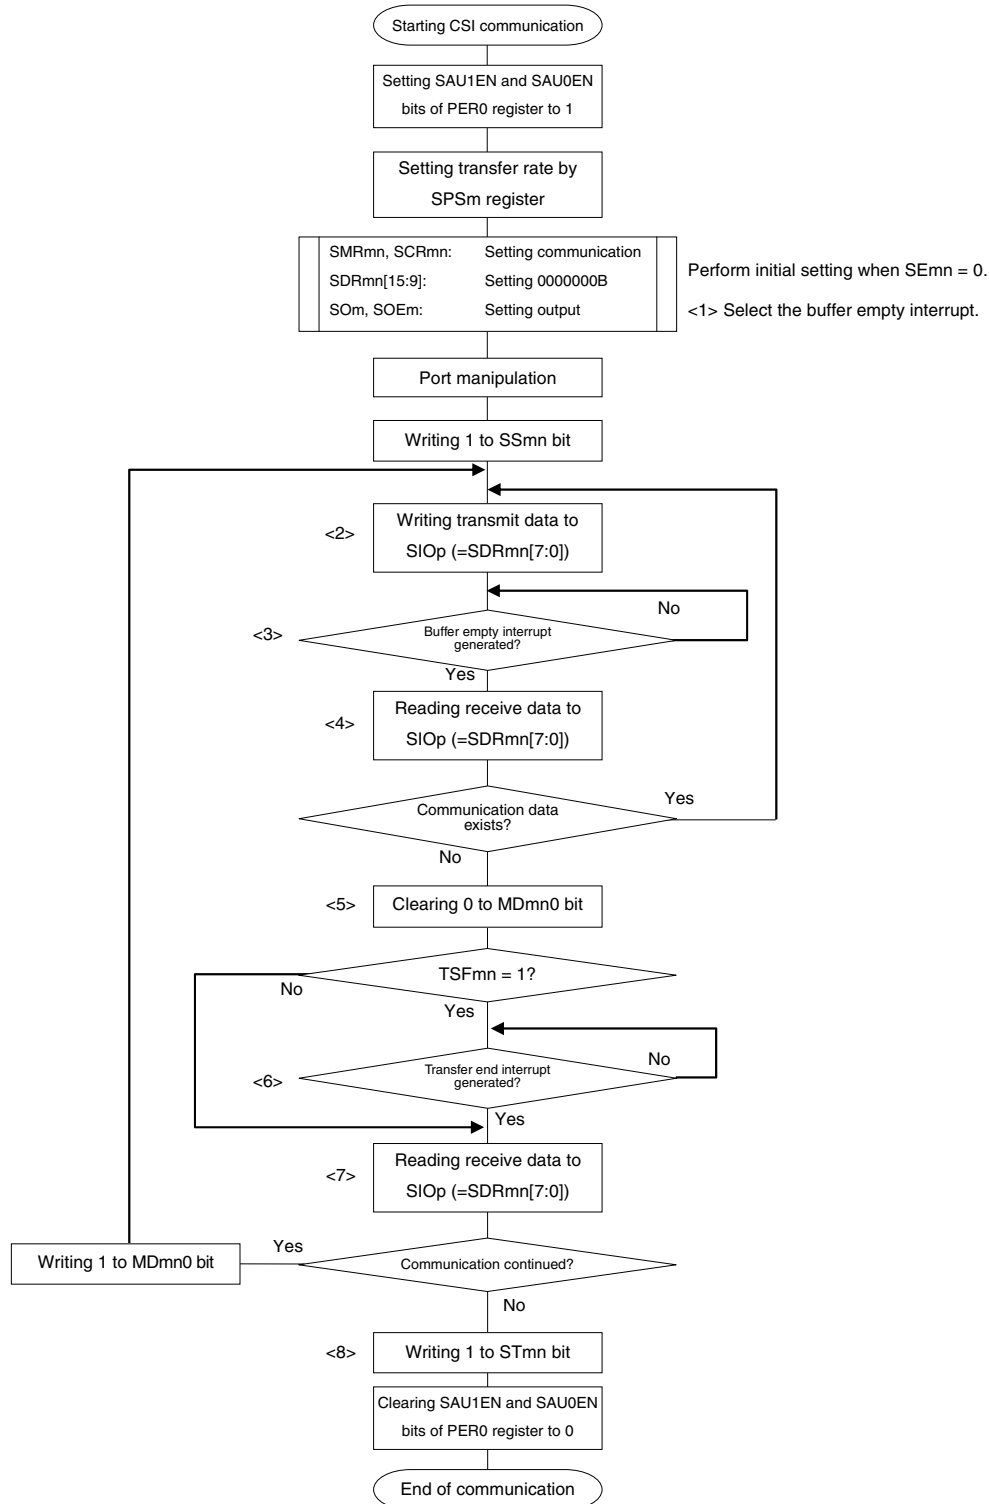 Starting CSI communication
Setting SAU1EN and SAU0EN
bits of PER0 register to 1
Setting transfer rate by
SPSm register
SMRmn, SCRmn: Setting communication
SDRmn[15:9]: Setting 0000000B
SOm, SOEm: Setting output
Perform initial setting when SEmn = 0.
<1> Select the buffer empty interrupt.
Port manipulation
Writing 1 to SSmn bit
<2>
Writing transmit data to
SIOp (=SDRmn[7:0])
No
<3>
Buffer empty interrupt
generated?
Yes
<4>
Reading receive data to
SIOp (=SDRmn[7:0])
Yes
Communication data
exists?
No
<5>
Clearing 0 to MDmn0 bit
TSFmn = 1?
No
Yes
No
<6>
Transfer end interrupt
generated?
Yes
<7>
Reading receive data to
SIOp (=SDRmn[7:0])
Writing 1 to MDmn0 bit
Yes
Communication continued?
No
<8>
Writing 1 to STmn bit
Clearing SAU1EN and SAU0EN
bits of PER0 register to 0
End of communication